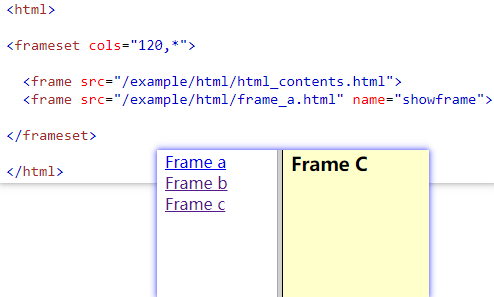 <html>
<frameset cols="120,*">
<frame src="/example/html/html_contents.html">
<frame src="/example/html/frame_a.html" name="showframe">
</frameset>
</html>
Frame a
Frame b
Frame c
Frame C